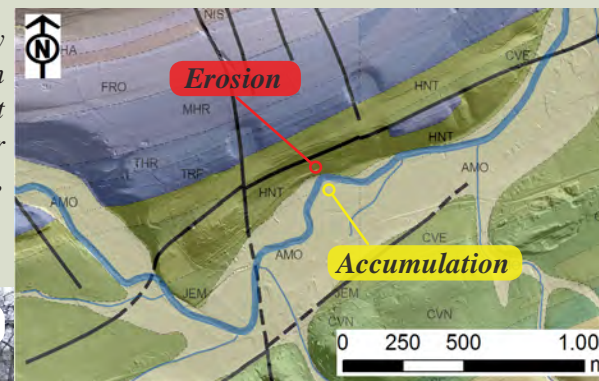 N
NIS
HA
FRO
Erosion
CVE
MHR
HNT
HNT
THR
TRF
AMO
HNT
AMO
AMO
CVE
Accumulation
JEM
JEM
CVN
CVN
0 250 500 1.00